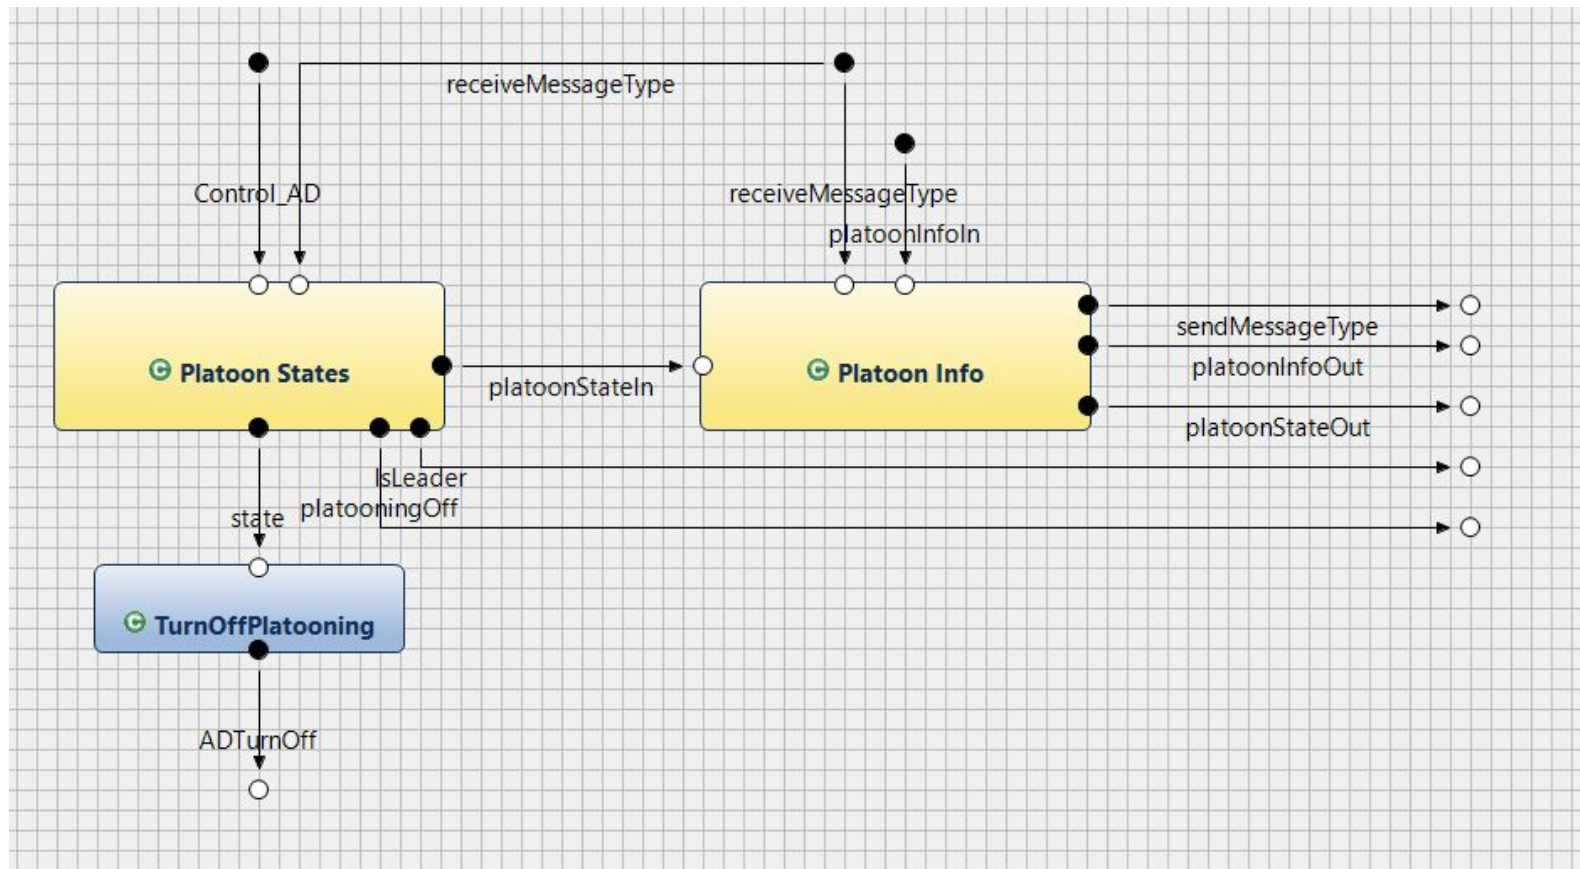 receiveMessageType
Control_AD
receiveMessageType
platoonInfoIn
Platoon States
platoonStateIn
Platoon Info
sendMessageType
platoonInfoOut
platoonStateOut
IsLeader
platooningOff
state
TurnOffPlatooning
ADTurnOff